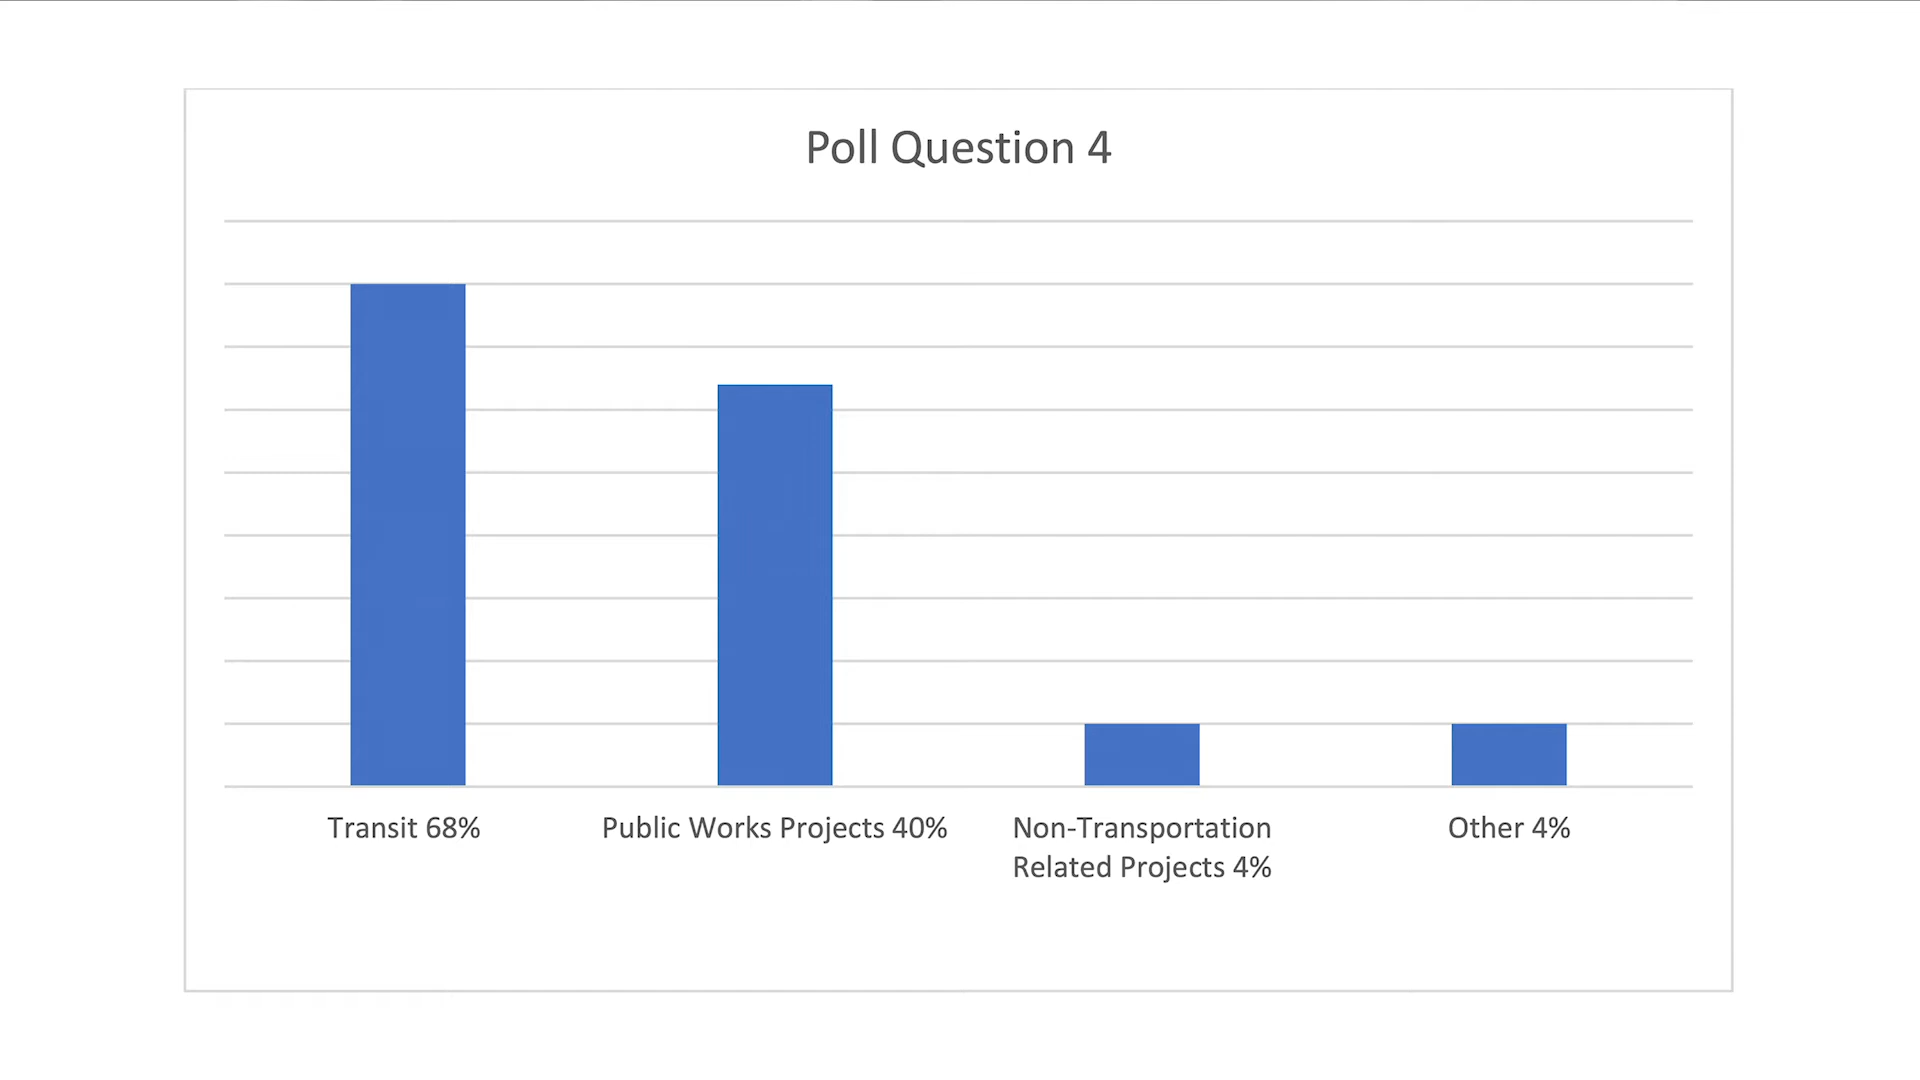 Poll Question 4
Transit 68%
Public Works Projects 40%
Non-Transportation
Related Projects 4%
Other 4%